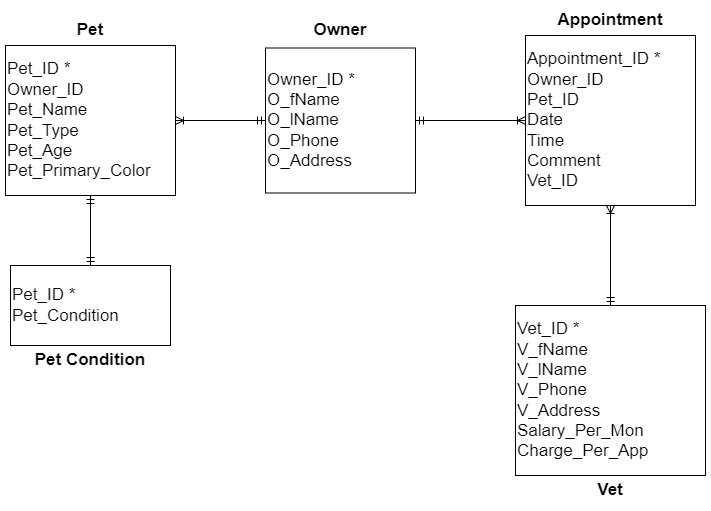 Pet
Pet_ID *
Owner_ID
Pet_Name
Pet_Type
Pet_Age
Pet_Primary_Color
Owner
Owner_ID *
O_fName
O_lName
O_Phone
O_Address
Appointment
Appointment_ID *
Owner_ID
Pet_ID
Date
Time
Comment
Vet_ID
Pet_ID *
Pet_Condition
Pet Condition
Vet_ID *
V_fName
V_lName
V_Phone
V_Address
Salary_Per_Mon
Charge_Per_App
Vet